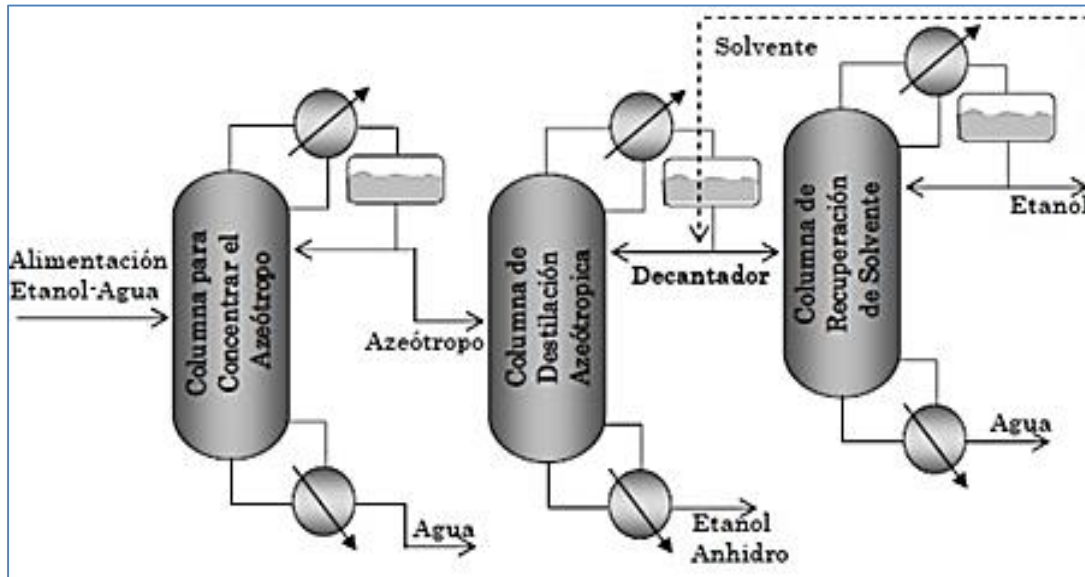 Solvente
Alimentación
Etanol-Agua
Columna para
Concentrar el
Azeótropo
Azeótropo
Agua
Columna de
Destilación
Azeótropica
Decantador
Etanol
Anhidro
Columna de
Recuperación
de Solvente
Etanol
Agua